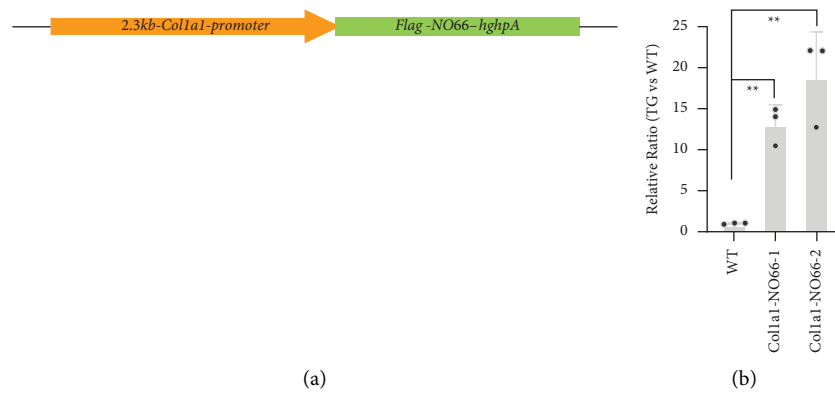 2.3kb-Col1a1-promoter
Flag -NO66-hghpA
(a)
Relative Ratio (TG vs WT)
25
20
15
10
5
0
**
**
WT
Col1a1-NO66-1
Col1a1-NO66-2
(b)